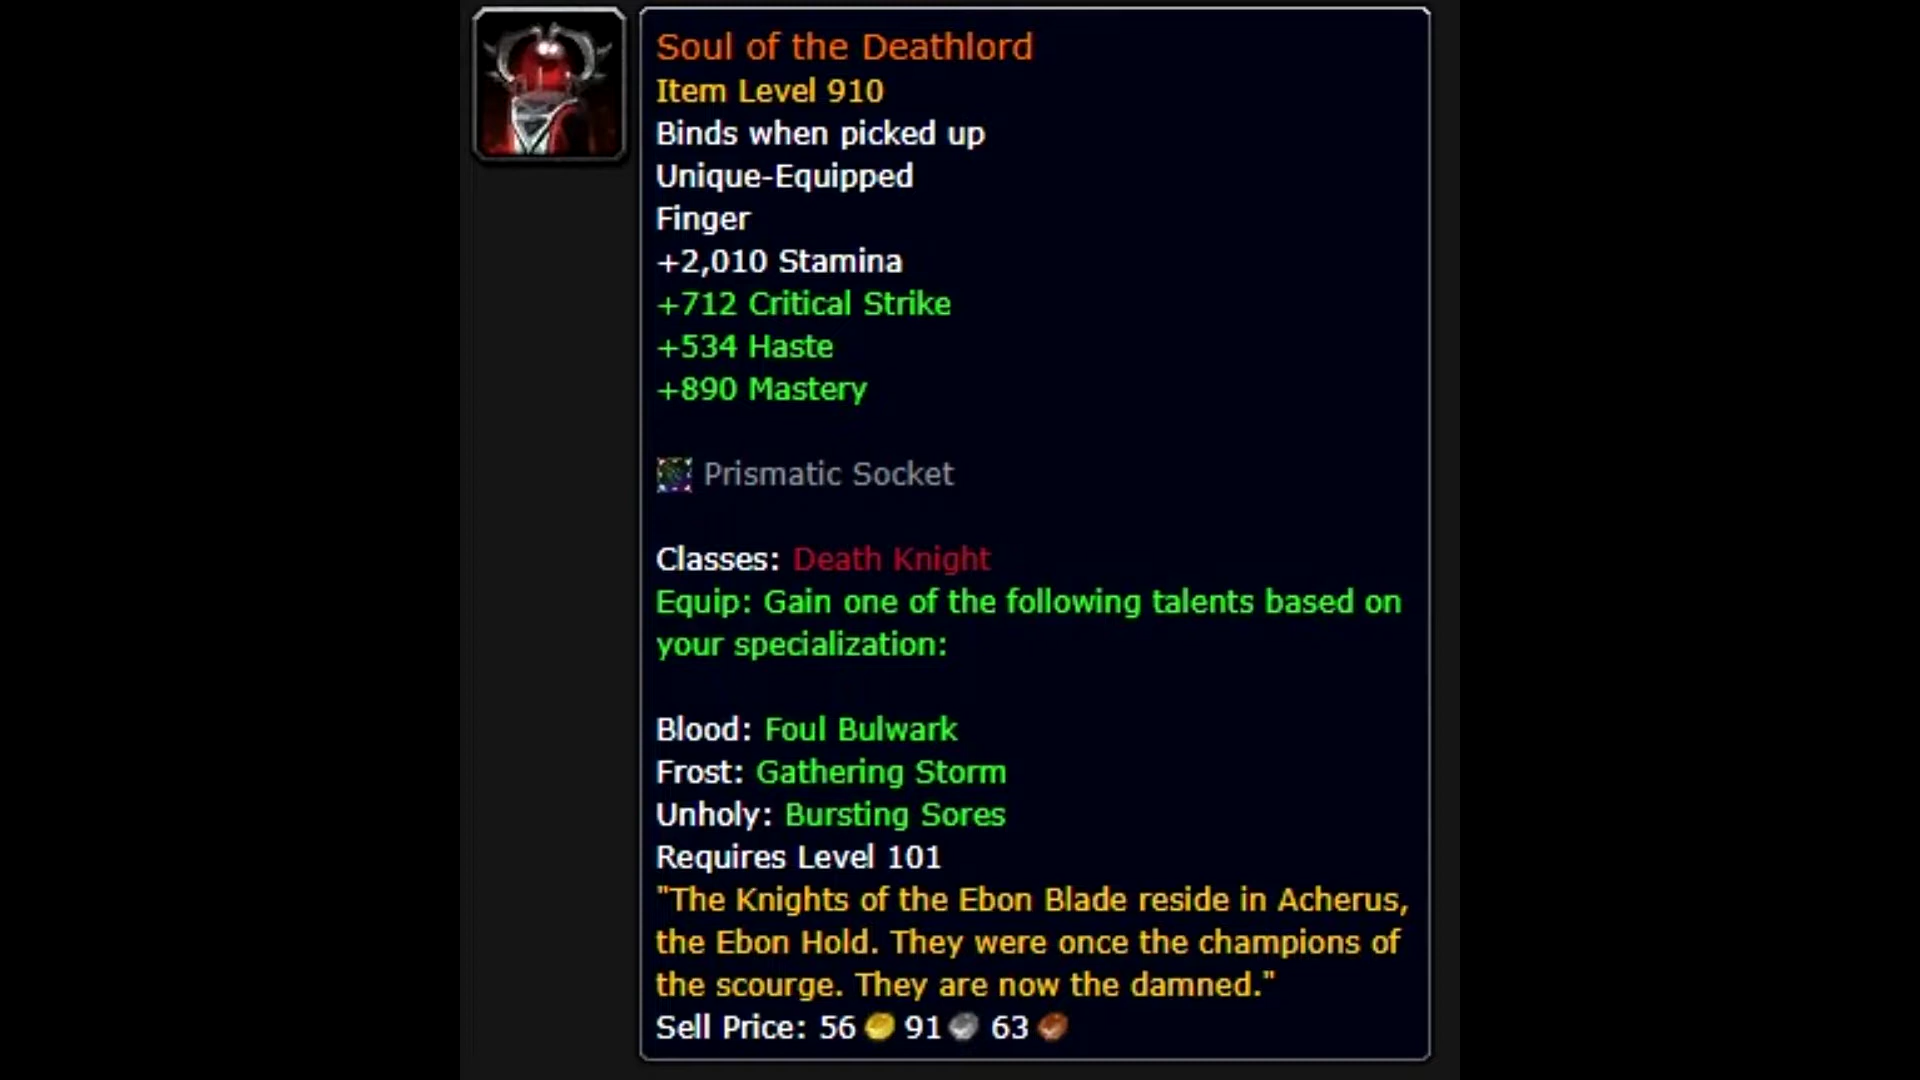 Soul of the Deathlord
Item Level 910
Binds when picked up
Unique-Equipped
Finger
+2,010 Stamina
+712 Critical Strike
+534 Haste
+890 Mastery
Prismatic Socket
Classes: Death Knight
Equip: Gain one of the following talents based on
your specialization:
Blood: Foul Bulwark
Frost: Gathering Storm
Unholy: Bursting Sores
Requires Level 101
"The Knights of the Ebon Blade reside in Acherus,
the Ebon Hold. They were once the champions of
the scourge. They are now the damned."
Sell Price: 56 91 63